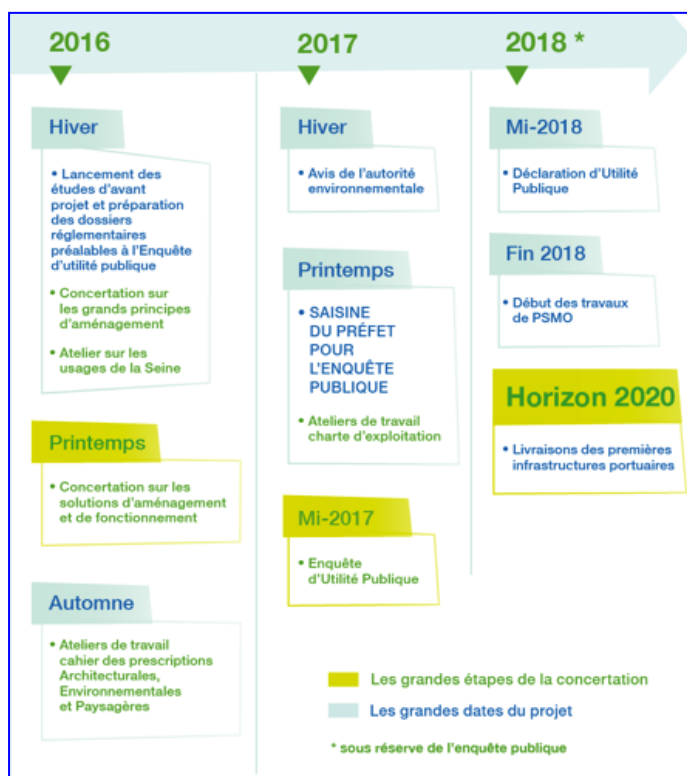 2016
Hiver
• Lancement des
études d'avant
projet et préparation
des dossiers
réglementaires
préalables à l'Enquête
d'utilité publique
• Concertation sur
les grands principes
d'aménagement
• Atelier sur les
usages de la Seine
Printemps
• Concertation sur les
solutions d'aménagement
et de fonctionnement
Automne
• Ateliers de travail
cahier des prescriptions
Architecturales,
Environnementales
et Paysagères
2017
Hiver
• Avis de l'autorité
environnementale
Printemps
• SAISINE
DU PRÉFET
POUR
L'ENQUÊTE
PUBLIQUE
• Ateliers de travail
charte d'exploitation
Mi-2017
• Enquête
d'Utilité Publique
2018 *
Mi-2018
• Déclaration d'Utilité
Publique
Fin 2018
• Début des travaux
de PSMO
Horizon 2020
• Livraisons des premières
infrastructures portuaires
Les grandes étapes de la concertation
Les grandes dates du projet
* sous réserve de l'enquête publique